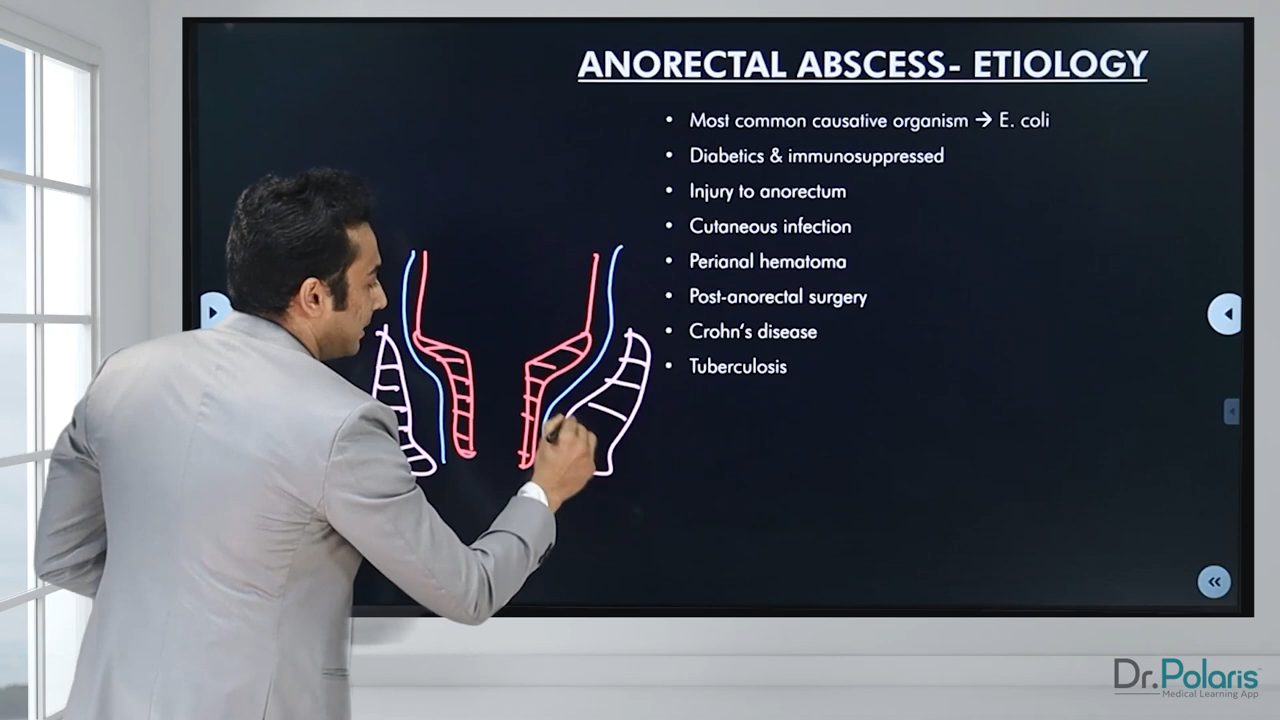 ANORECTAL ABSCESS- ETIOLOGY
• Most common causative organism → E. coli
• Diabetics & immunosuppressed
• Injury to anorectum
• Cutaneous infection
• Perianal hematoma
• Post-anorectal surgery
• Crohn's disease
• Tuberculosis
Dr.Polaris
Medical Learning App